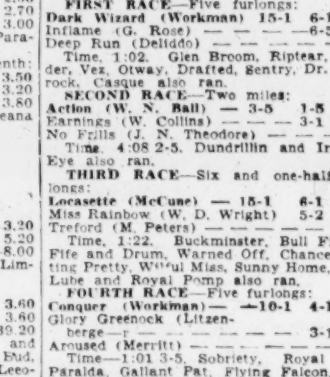 2.70
3.00
Para-
enth:
3.50
3.20
3.80
eana
3.20
5.20
8.00
Lim-
3.60
3.60
39.20
and
Bud,
Leeo-
FIRST RACE—Five furlongs:
Dark Wizard (Workman) 15-1 6-
Inflame (G. Rose) — — — — 6-5
Deep Run (Deliddo) — — — —
Time, 1:02. Glen Broom, Riptear,
der, Vex, Otway, Drafted, Sentry, Dr.
rock, Casque also ran.
SECOND RACE—Two miles:
Action (W. N. Ball) — 3-5 1-5
Earnings (W. Collins) — — — 3-1
No Frills (J. N. Theodore) — — —
Time, 4:08 2-5. Dundrillin and Ir
Eye also ran.
THIRD RACE—Six and one-half
longs:
Locasette (McCune) — 15-1 6-1
Miss Rainbow (W. D. Wright) 5-2
Treford (M. Peters) — — — —
Time, 1:22. Buckminster, Bull F
Fife and Drum, Warned Off, Chance
ting Pretty, Miss, Sunny Home,
Lube and Royal Pomp also ran.
FOURTH RACE—Five furlongs:
Conquer (Workman) — —10-1 4-1
Glory Greenock (Litzen-
berge—r — — — — — — 3-1
Aroused (Merritt) — — — — —
Time—1:01 3-5. Sobriety, Royal
Paralda, Gallant Pat, Flying Falcon,